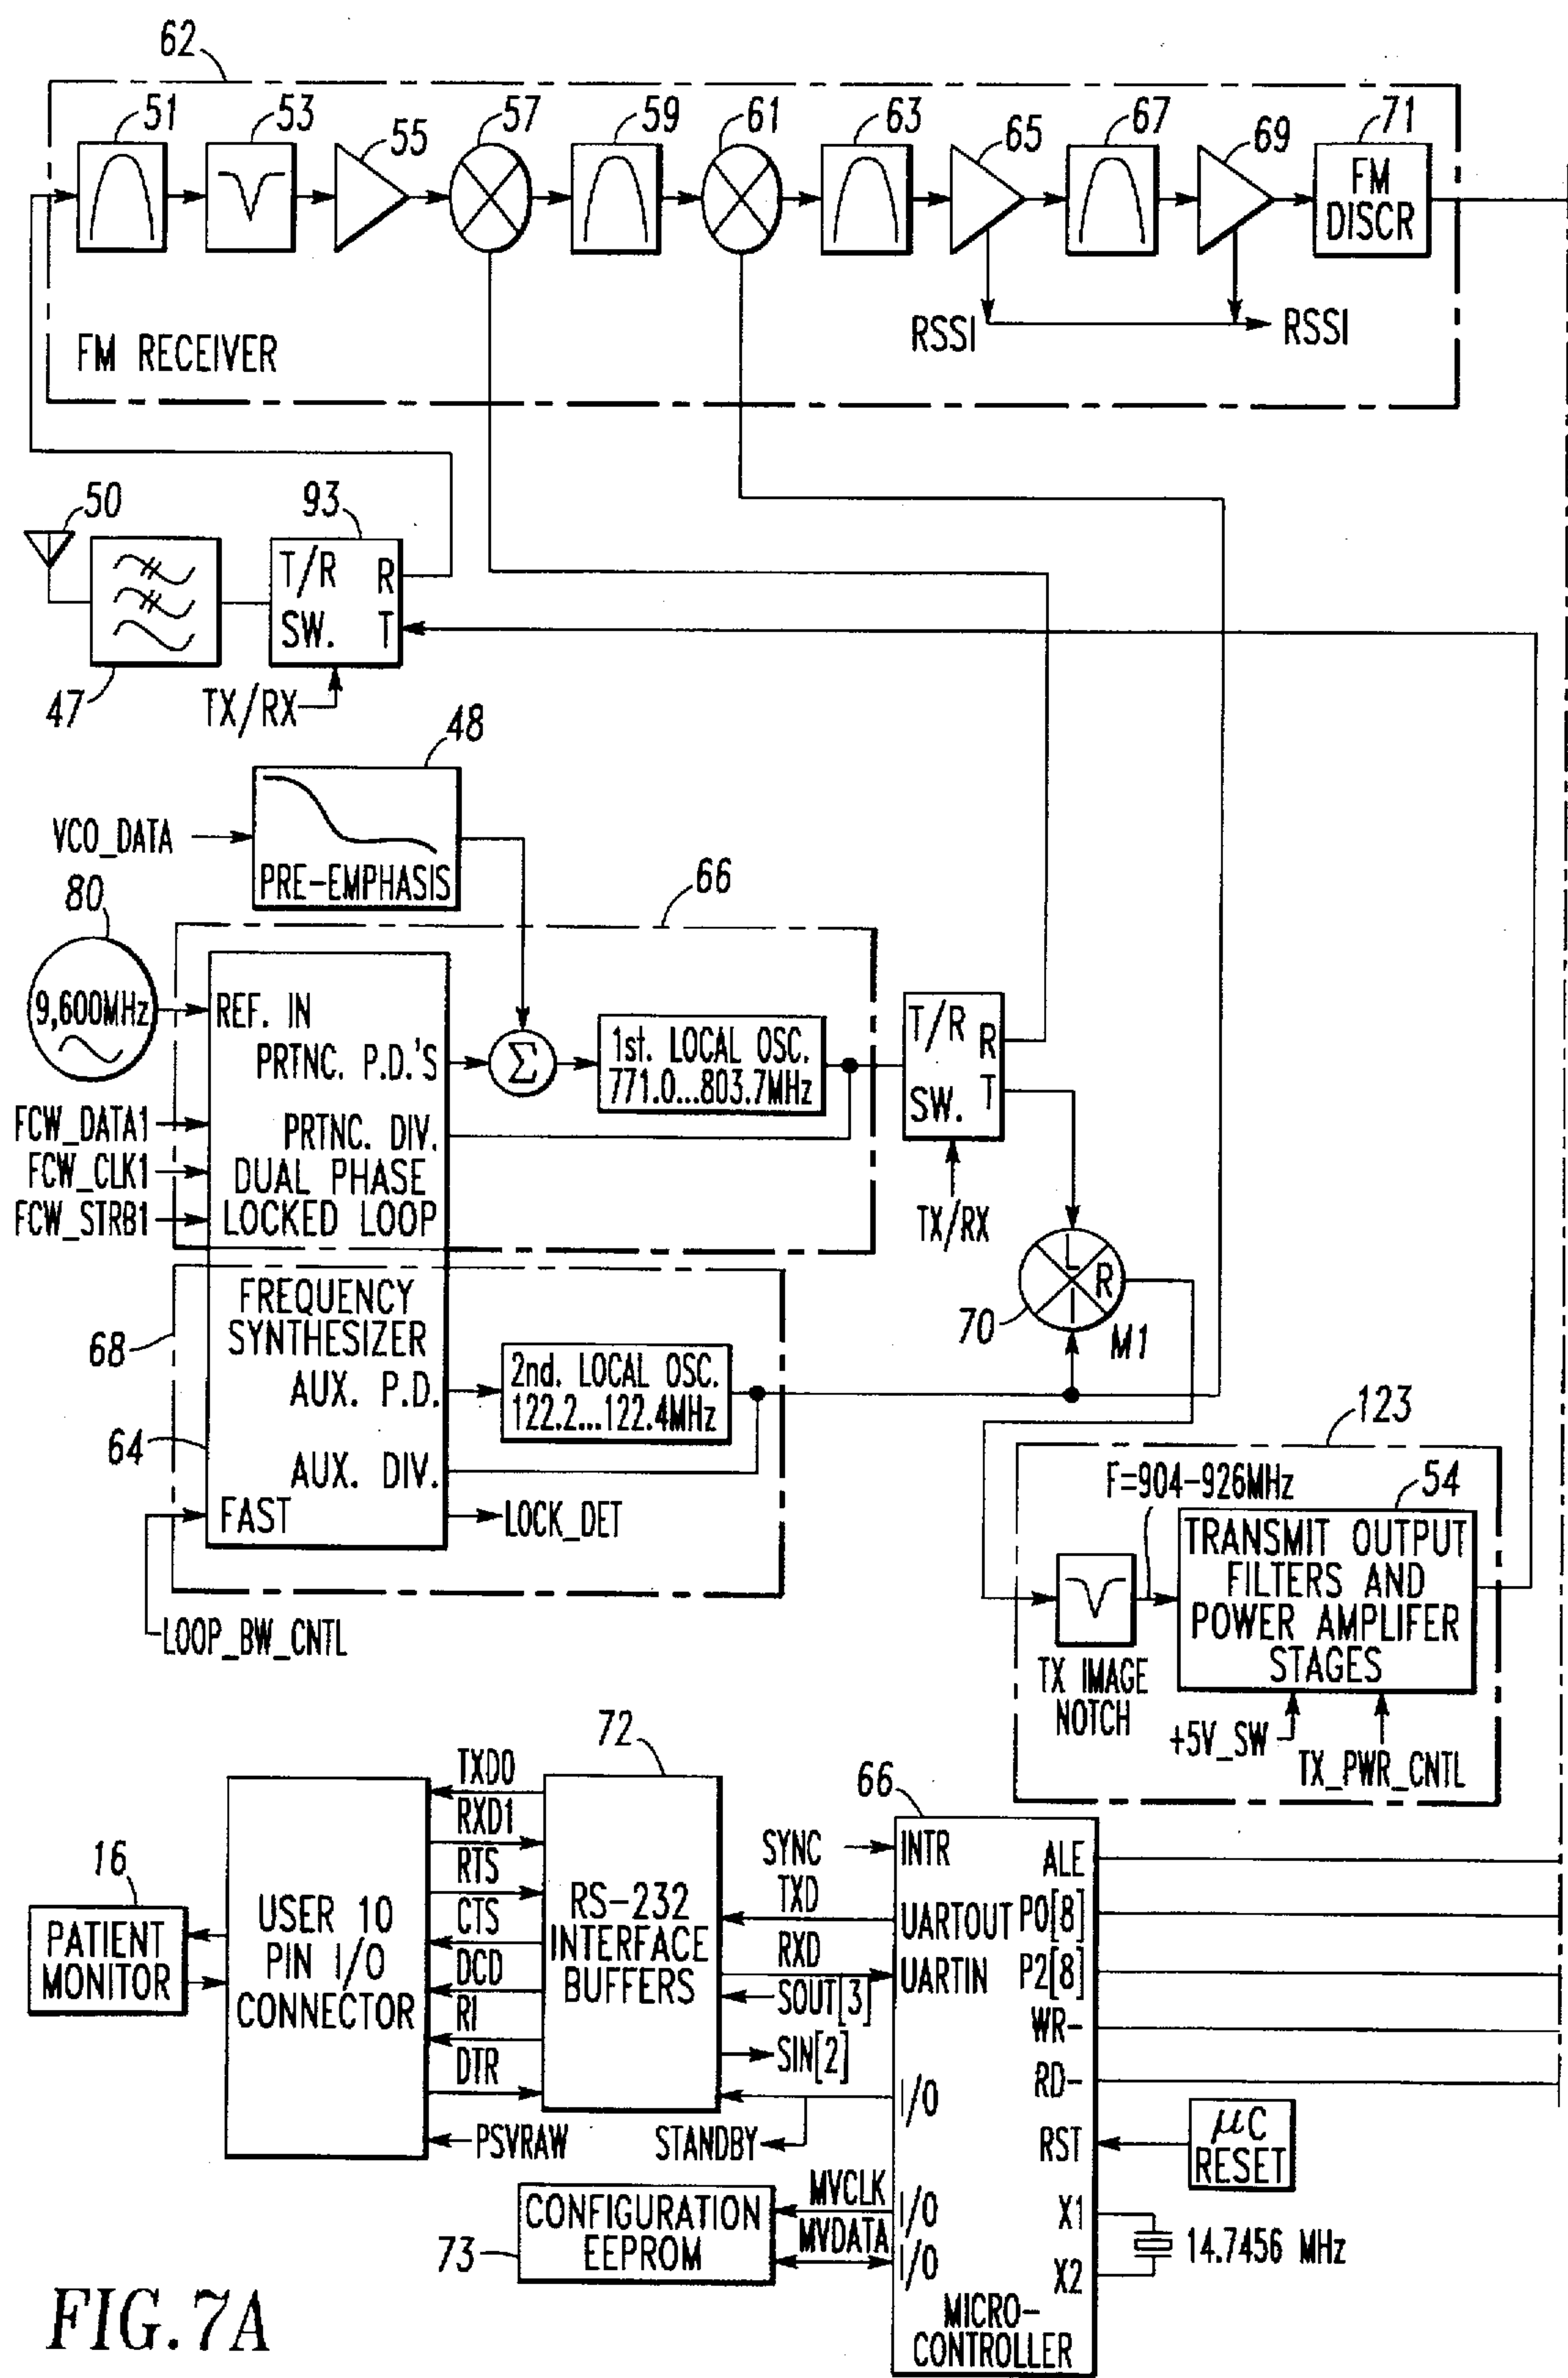 62
51
53
55
57
59
61
63
65
67
69
71
FM
DISCR
RSSI
RSSI
FM RECEIVER
50
93
T/R
R
SW.
T
47
TX/RX
48
VCO_DATA
PRE-EMPHASIS
80
66
9,600MHz
REF. IN
PRTNC. P.D.'S
Σ
1st. LOCAL OSC.
771.0...803.7MHz
T/R
R
SW.
T
FCW_DATA1
PRTNC. DIV.
FCW_CLK1
DUAL PHASE
FCW_STRB1
LOCKED LOOP
TX/RX
L
R
I
70
M1
FREQUENCY
SYNTHESIZER
68
AUX. P.D.
2nd. LOCAL OSC.
122.2...122.4MHz
64
AUX. DIV.
FAST
LOCK_DET
LOOP_BW_CNTL
123
F=904-926MHz
54
TRANSMIT OUTPUT
FILTERS AND
POWER AMPLIFER
STAGES
TX IMAGE
NOTCH
+5V_SW
TX_PWR_CNTL
72
66
TXD0
RXD1
RTS
CTS
DCD
RI
DTR
16
PATIENT
MONITOR
USER 10
PIN I/O
CONNECTOR
RS-232
INTERFACE
BUFFERS
SYNC
TXD
RXD
SOUT[3]
SIN[2]
INTR
ALE
UARTOUT
P0[8]
UARTIN
P2[8]
WR-
RD-
I/O
PSVRAW
STANDBY
RST
μC
RESET
CONFIGURATION
EEPROM
73
MVCLK
MVDATA
I/O
I/O
X1
X2
14.7456 MHz
MICRO-
CONTROLLER
FIG.7A